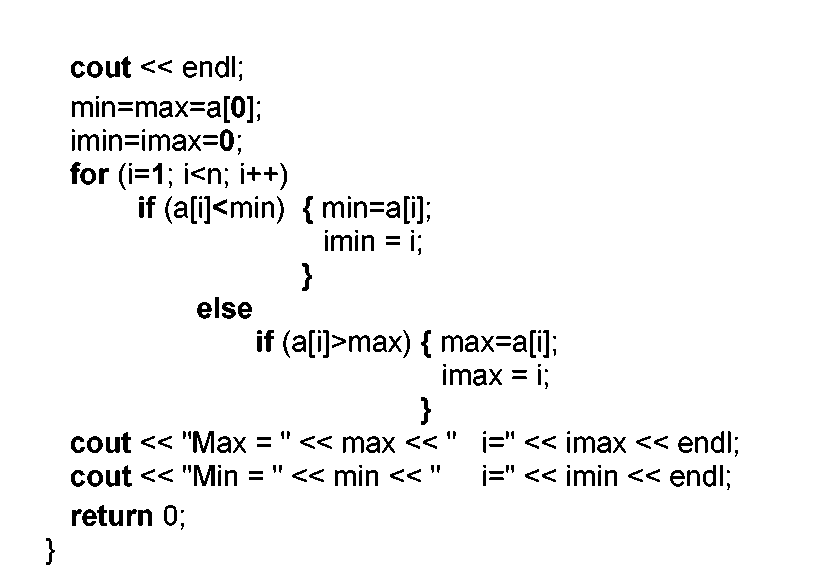 cout << endl;
min=max=a[0];
imin=imax=0;
for (i=1; i<n; i++)
if (a[i]<min) { min=a[i];
imin = i;
}
else
if (a[i]>max) { max=a[i];
imax = i;
}
cout << "Max = " << max << "   i=" << imax << endl;
cout << "Min = " << min << "     i=" << imin << endl;
return 0;
}